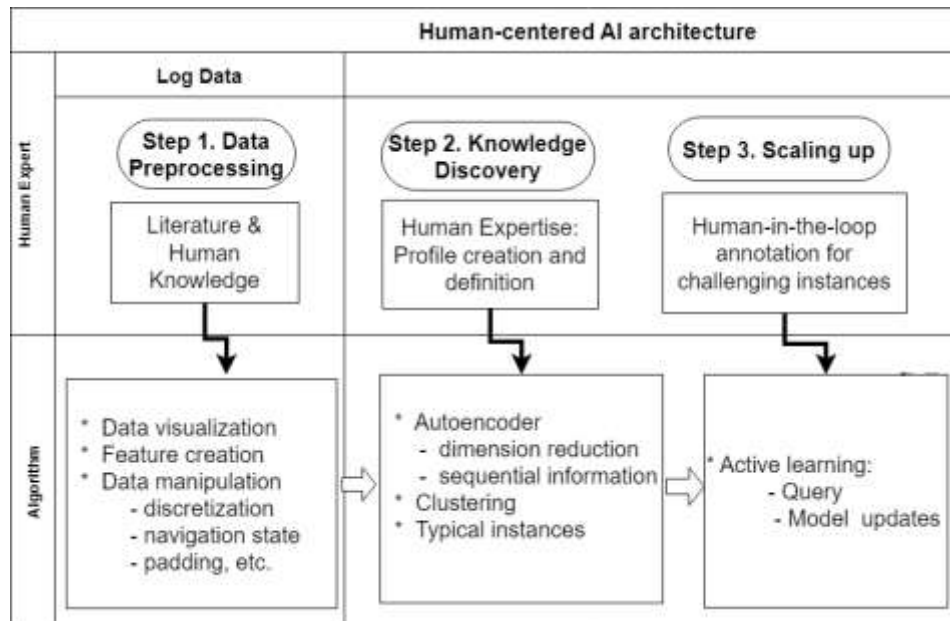 Human-centered AI architecture
Log Data
Human Expert
Step 1. Data
Preprocessing
Step 2. Knowledge
Discovery
Step 3. Scaling up
Literature &
Human
Knowledge
Human Expertise:
Profile creation and
definition
Human-in-the-loop
annotation for
challenging instances
Algorithm
* Data visualization
* Feature creation
* Data manipulation
- discretization
- navigation state
- padding, etc.
* Autoencoder
- dimension reduction
- sequential information
* Clustering
* Typical instances
* Active learning:
- Query
- Model updates